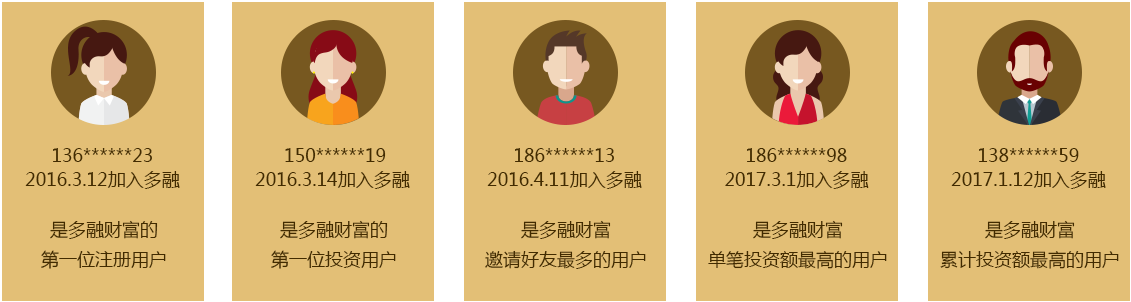 136******23
2016.3.12加入多融
是多融财富的
第一位注册用户
150******19
2016.3.14加入多融
是多融财富的
第一位投资用户
186******13
2016.4.11加入多融
是多融财富
邀请好友最多的用户
186******98
2017.3.1加入多融
是多融财富
单笔投资额最高的用户
138******59
2017.1.12加入多融
是多融财富
累计投资额最高的用户